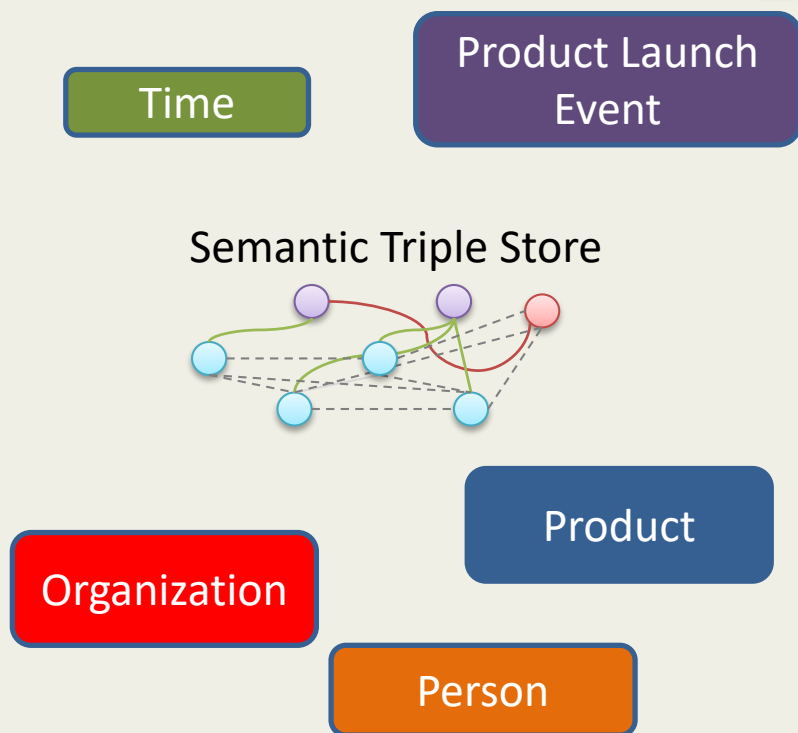 Time
Product Launch
Event
Semantic Triple Store
Product
Organization
Person